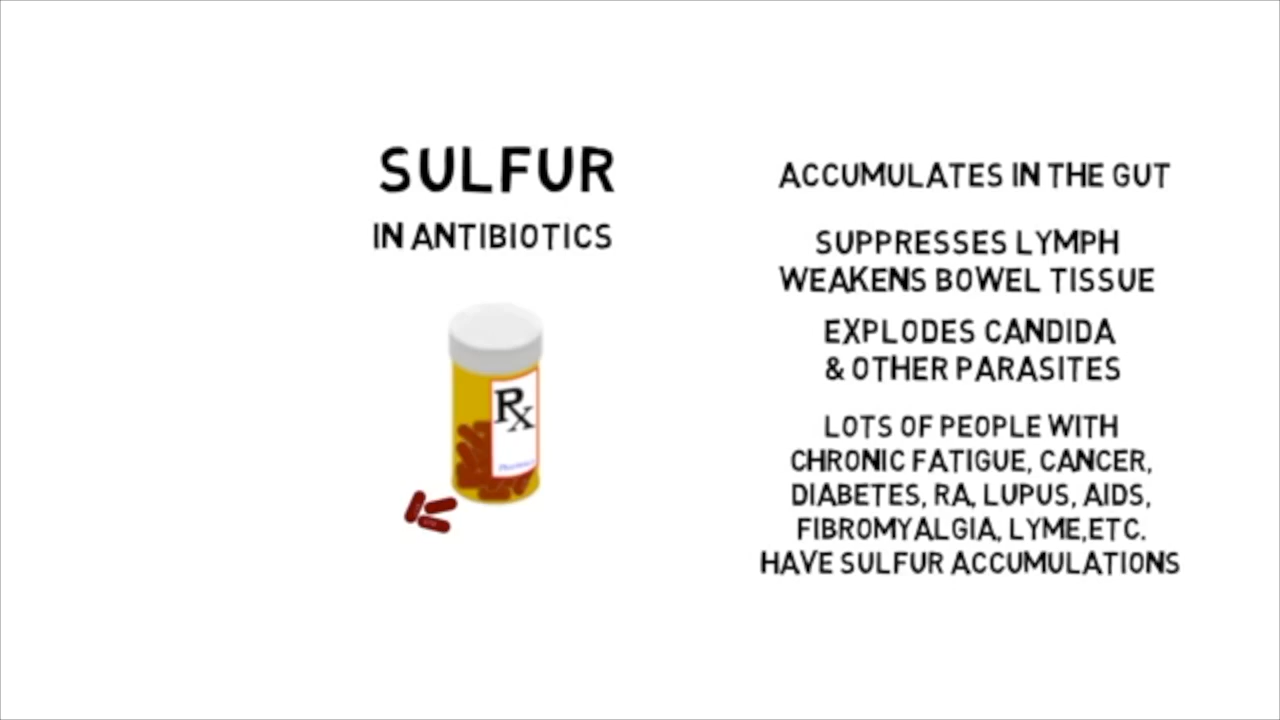 SULFUR
IN ANTIBIOTICS
Rx
ACCUMULATES IN THE GUT
SUPPRESSES LYMPH
WEAKENS BOWEL TISSUE
EXPLODES CANDIDA
& OTHER PARASITES
LOTS OF PEOPLE WITH
CHRONIC FATIGUE, CANCER,
DIABETES, RA, LUPUS, AIDS,
FIBROMYALGIA, LYME,ETC.
HAVE SULFUR ACCUMULATIONS